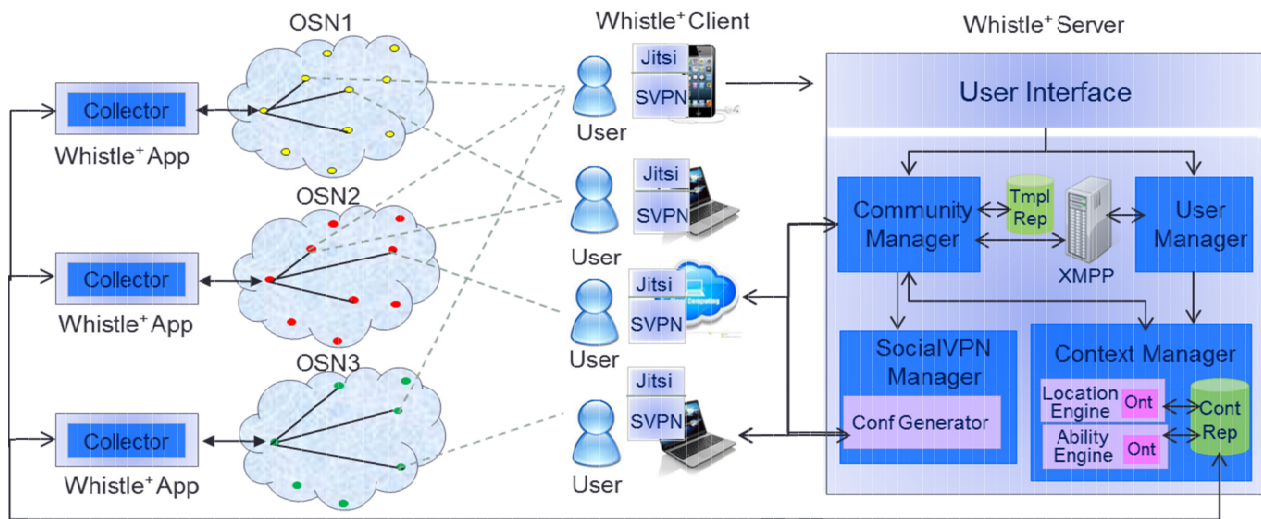 OSN1
Whistle+ Client
Whistle+ Server
Collector
Whistle+ App
Jitsi
SVPN
User
User Interface
OSN2
Jitsi
SVPN
User
Community
Manager
Tmpl
Rep
XMPP
User
Manager
Collector
Whistle+ App
Jitsi
SVPN
User
OSN3
SocialVPN
Manager
Conf Generator
Context Manager
Location
Engine
Ont
Ability
Engine
Ont
Cont
Rep
Collector
Whistle+ App
Jitsi
SVPN
User